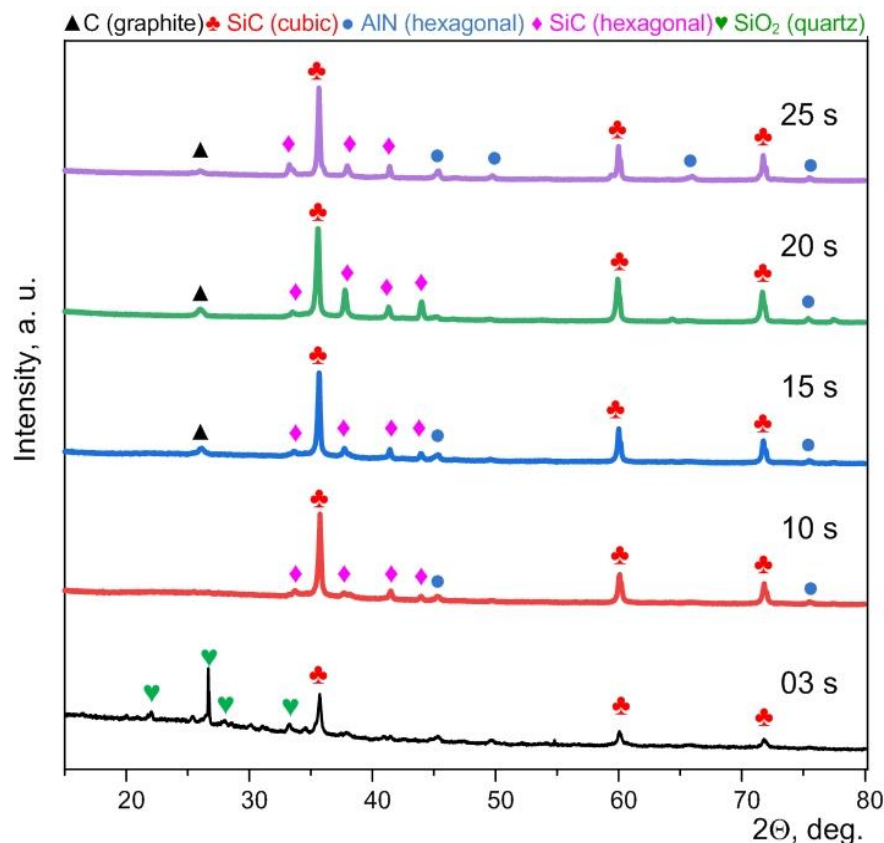 ▲ C (graphite) ♣ SiC (cubic) ● AlN (hexagonal) ♦ SiC (hexagonal) ♥ SiO₂ (quartz)
25 s
20 s
15 s
10 s
03 s
Intensity, a. u.
20 30 40 50 60 70 80
2Θ, deg.